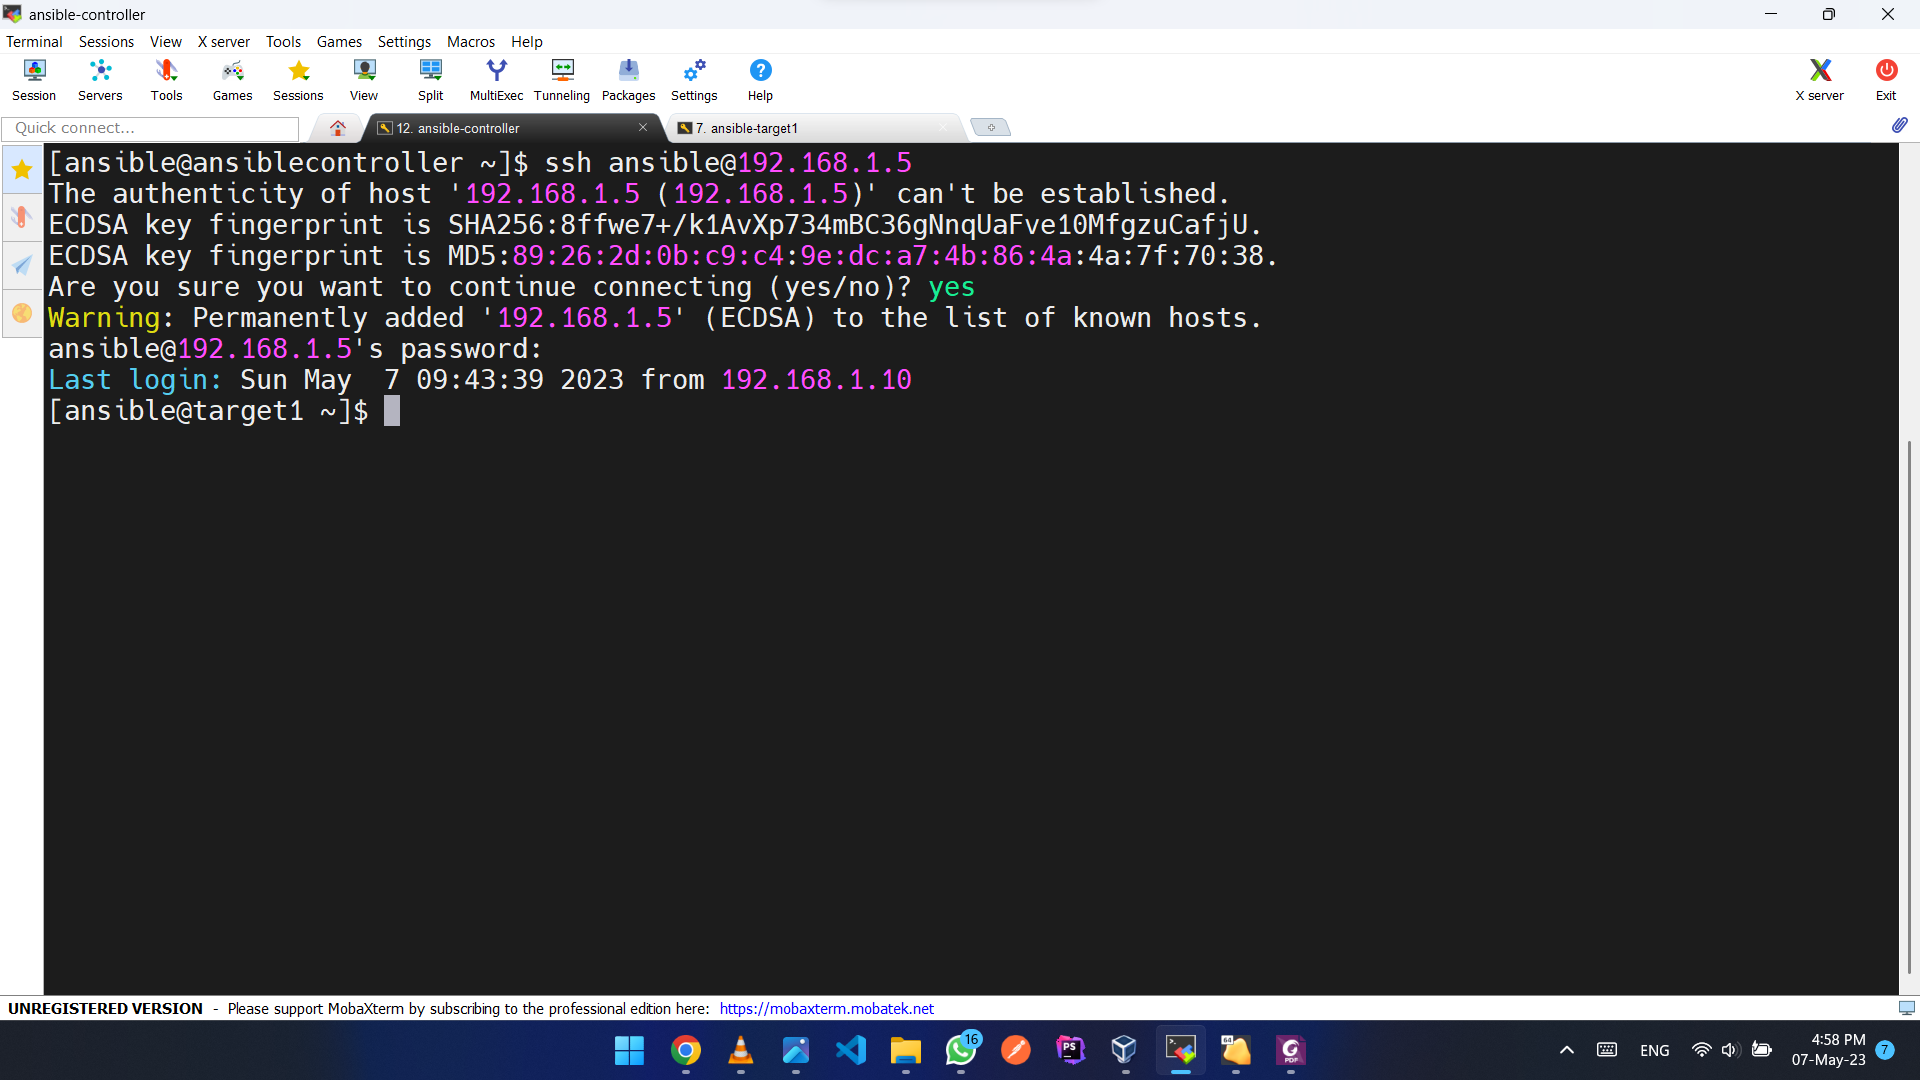 ansible-controller
Terminal Sessions View X server Tools Games Settings Macros Help
Session Servers Tools Games Sessions View Split MultiExec Tunneling Packages Settings Help X server Exit
Quick connect... 12. ansible-controller 7. ansible-target1
[ansible@ansiblecontroller ~]$ ssh ansible@192.168.1.5
The authenticity of host '192.168.1.5 (192.168.1.5)' can't be established.
ECDSA key fingerprint is SHA256:8ffwe7+/k1AvXp734mBC36gNnqUaFve10MfgzuCafjU.
ECDSA key fingerprint is MD5:89:26:2d:0b:c9:c4:9e:dc:a7:4b:86:4a:4a:7f:70:38.
Are you sure you want to continue connecting (yes/no)? yes
Warning: Permanently added '192.168.1.5' (ECDSA) to the list of known hosts.
ansible@192.168.1.5's password:
Last login: Sun May  7 09:43:39 2023 from 192.168.1.10
[ansible@target1 ~]$
UNREGISTERED VERSION - Please support MobaXterm by subscribing to the professional edition here: https://mobaxterm.mobatek.net
16 PS 64 PDF ENG 4:58 PM 7
07-May-23